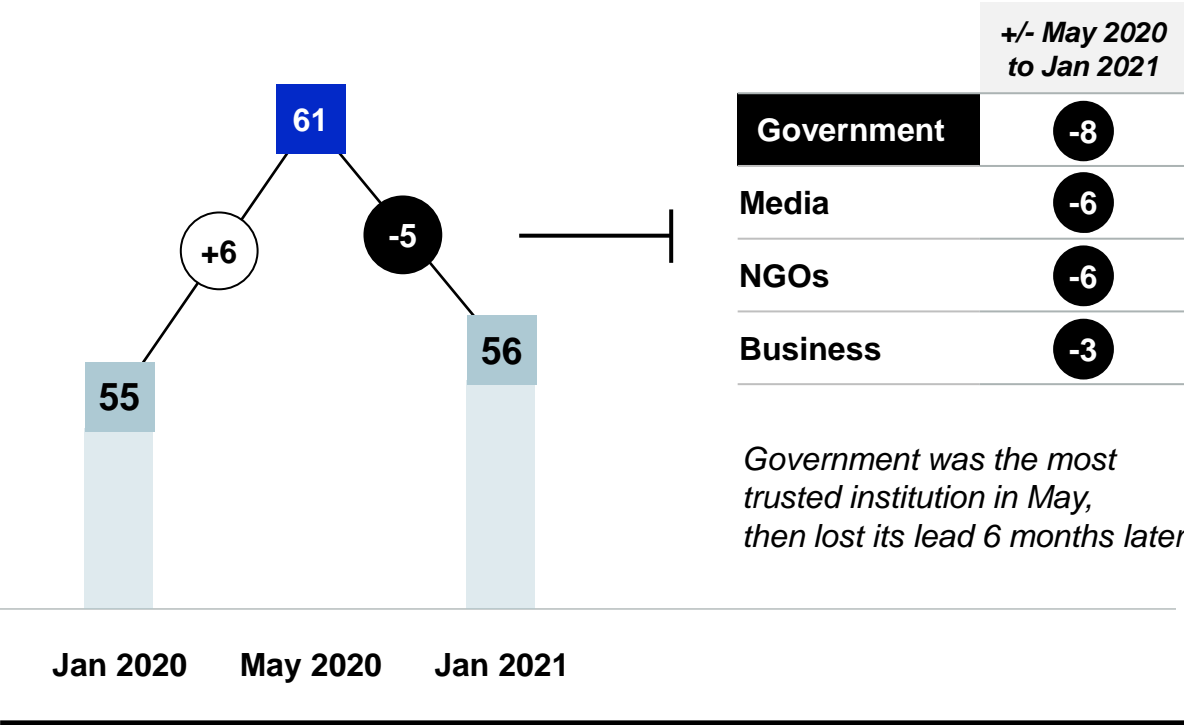 61
+6
-5
55
56
Jan 2020 May 2020 Jan 2021
+/- May 2020
to Jan 2021
Government -8
Media -6
NGOs -6
Business -3
Government was the most
trusted institution in May,
then lost its lead 6 months later